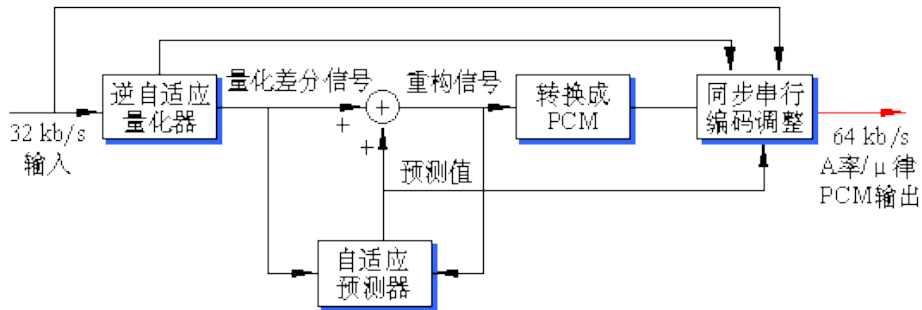 逆自适应
量化器
量化差分信号
重构信号
转换成
PCM
同步串行
编码调整
32 kb/s
输入
+
+
+
预测值
64 kb/s
A率/μ律
PCM输出
自适应
预测器